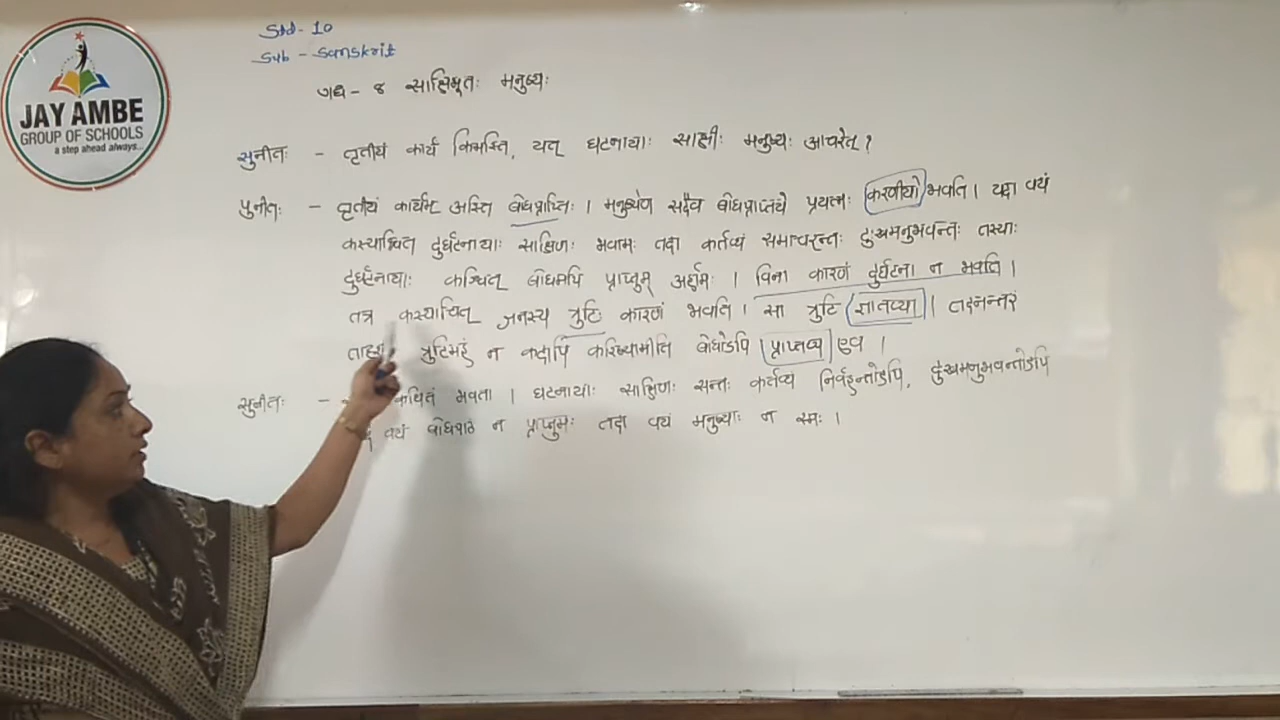 JAY AMBE
GROUP OF SCHOOLS
a step ahead always...
Std- 10
Sub - Sanskrit
गद्य - ४ साक्षिभूतः मनुष्यः
सुनीतः - तृतीयं कार्यं किमस्ति, यत् घटनायाः साक्षीः मनुष्यः आचरेत् ?
पुनीतः - तृतीयं कार्यम् अस्ति बोधप्राप्तिः । मनुष्येण सदैव बोधप्राप्तये प्रयत्नः करणीयो भवति । यदा वयं
कस्याश्चित् दुर्घटनायाः साक्षिणः भवामः तदा कर्तव्यं समाचरन्तः दुःखमनुभवन्तः तस्याः
दुर्घटनायाः कश्चित् बोधमपि प्राप्तुम् अर्हामः । विना कारणं दुर्घटना न भवति ।
तत्र कस्याचित् जनस्य त्रुटिः कारणं भवति । सा त्रुटि ज्ञातव्या । तदनन्तरं
त्रुटिमहं न कदापि करिष्यामीति बोधोऽपि प्राप्तव्य एव ।
सुनीतः - कथितं भवता । घटनायाः साक्षिणः सन्तः कर्तव्य निर्वहन्तोऽपि, दुःखमनुभवन्तोऽपि
वयं बोधपाठं न प्राप्नुमः तदा वयं मनुष्याः न स्मः ।